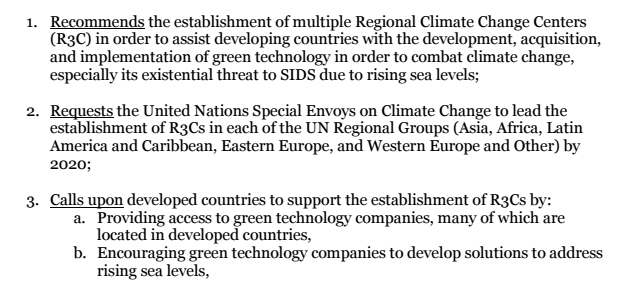 1. Recommends the establishment of multiple Regional Climate Change Centers
(R3C) in order to assist developing countries with the development, acquisition,
and implementation of green technology in order to combat climate change,
especially its existential threat to SIDS due to rising sea levels;
2. Requests the United Nations Special Envoys on Climate Change to lead the
establishment of R3Cs in each of the UN Regional Groups (Asia, Africa, Latin
America and Caribbean, Eastern Europe, and Western Europe and Other) by
2020;
3. Calls upon developed countries to support the establishment of R3Cs by:
a. Providing access to green technology companies, many of which are
located in developed countries,
b. Encouraging green technology companies to develop solutions to address
rising sea levels,